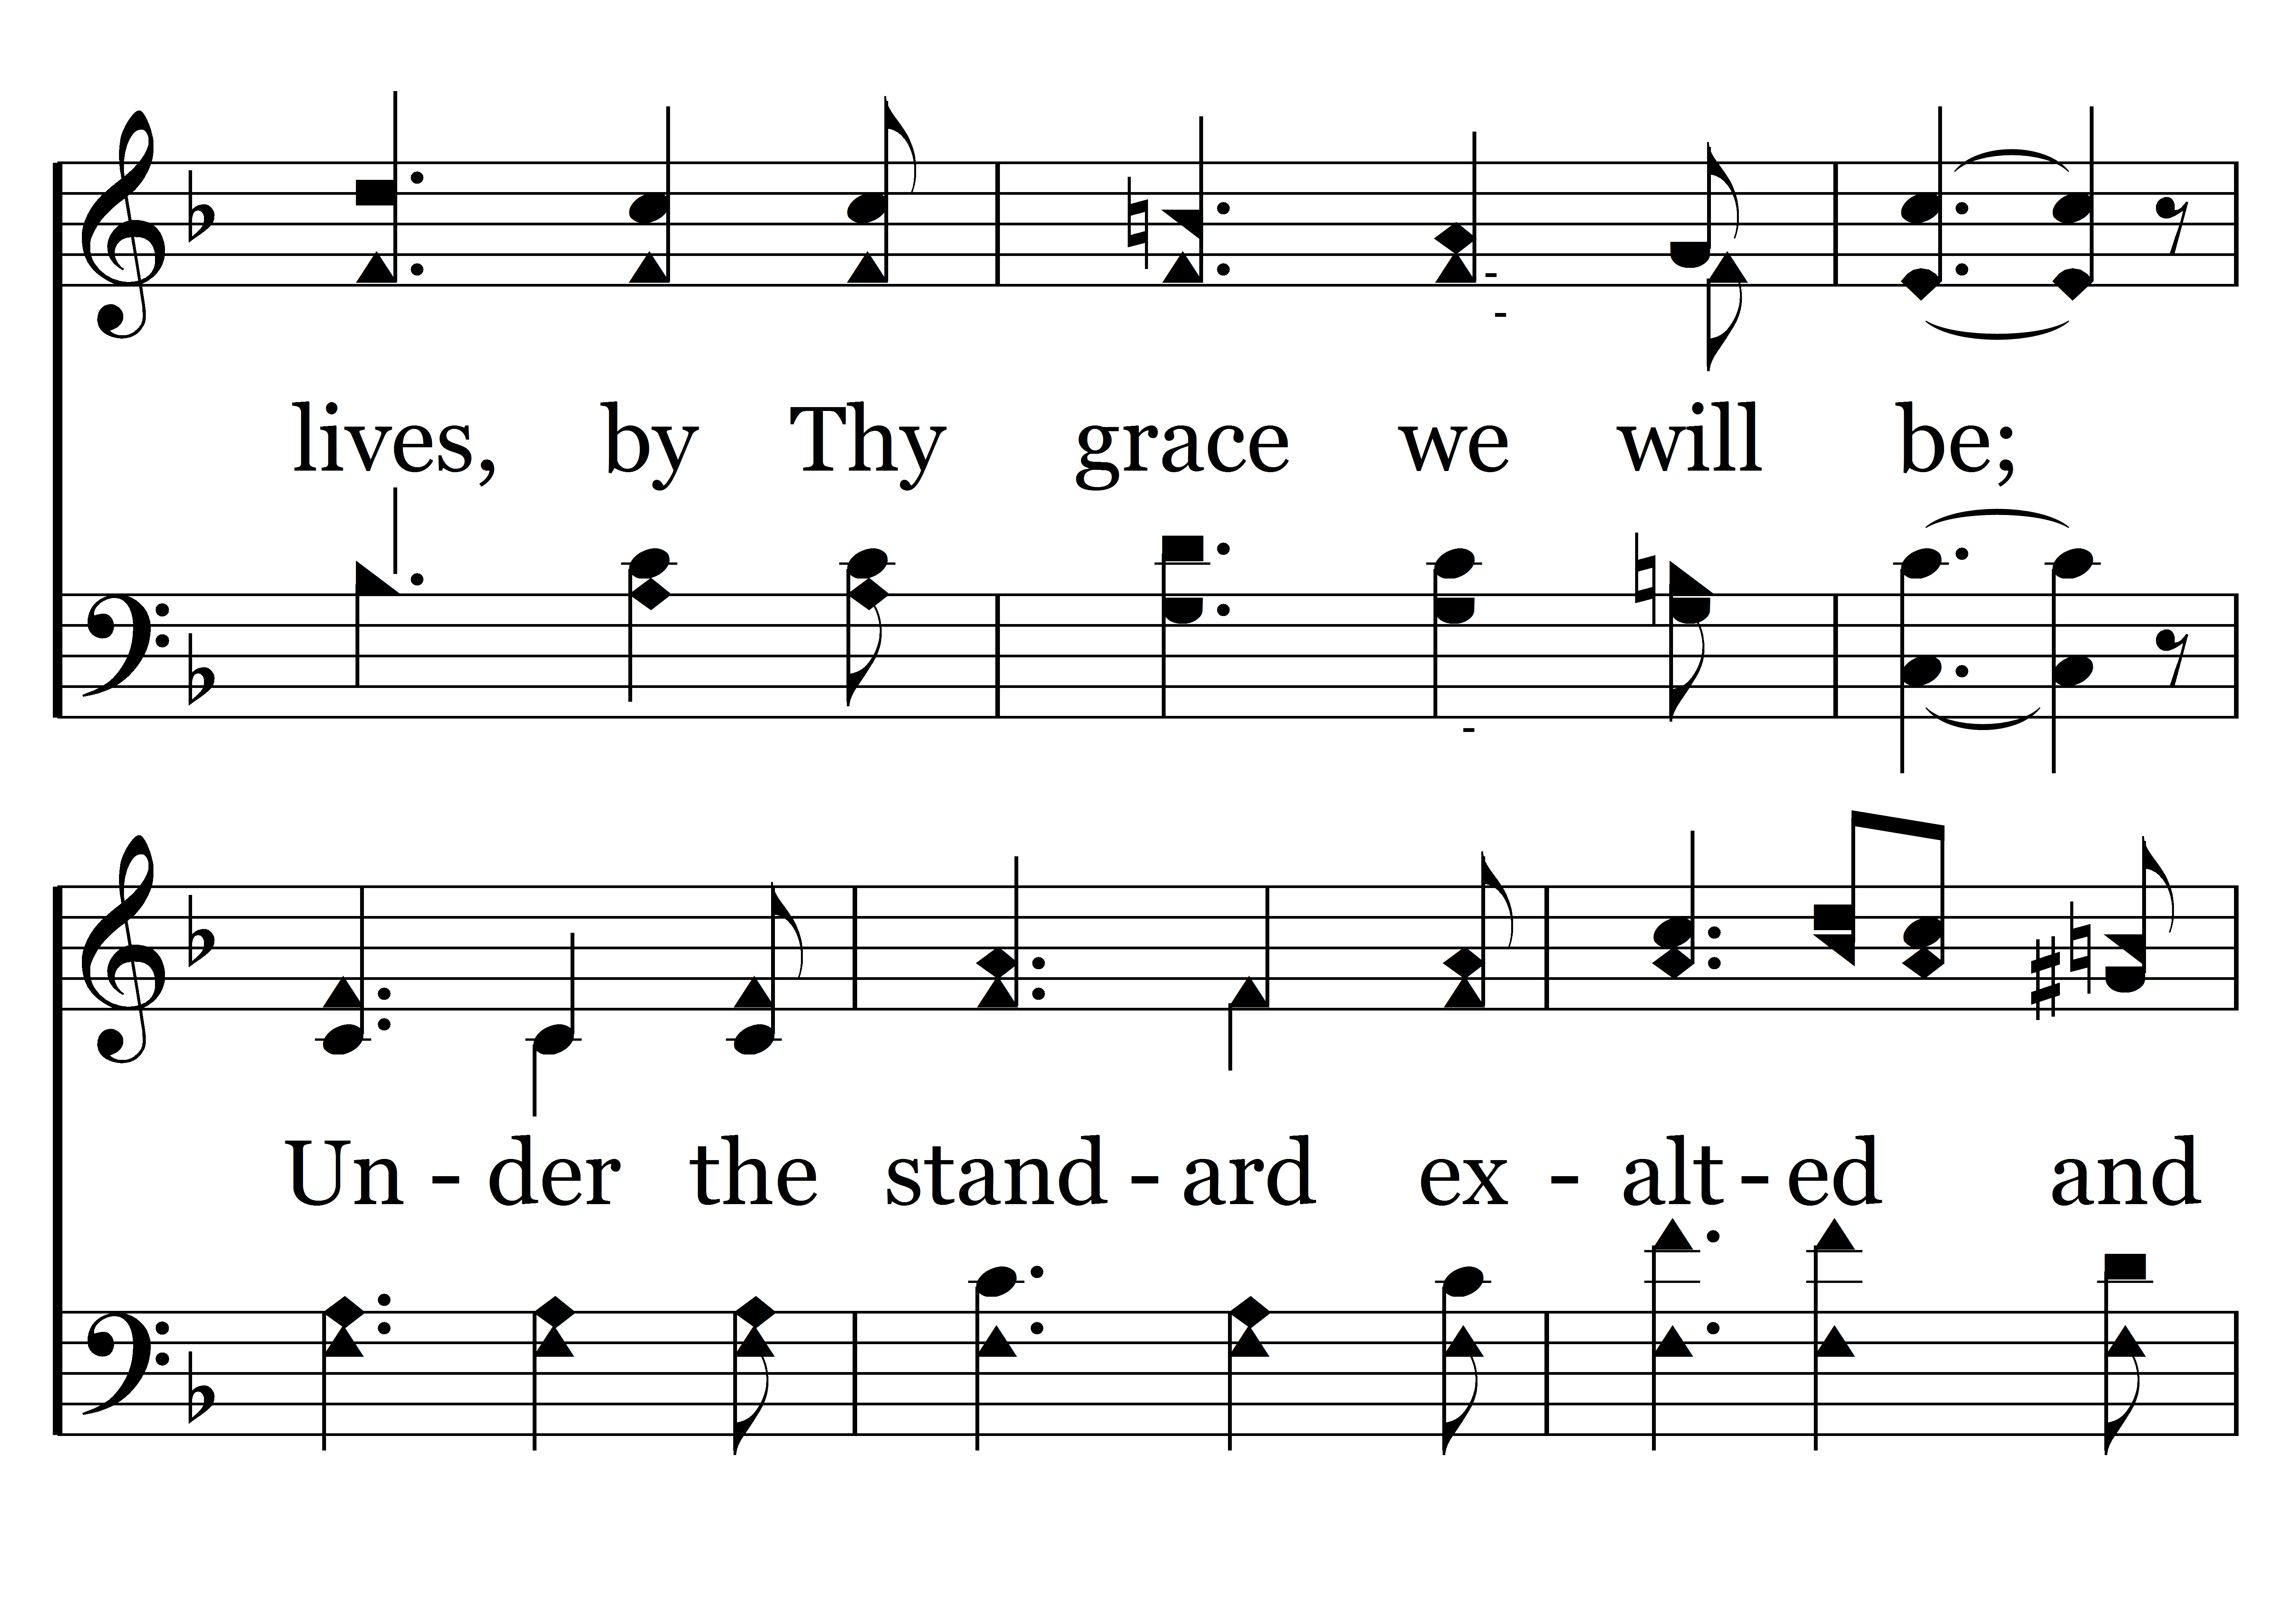 lives, by Thy grace we will be;
Un - der the stand - ard ex - alt - ed and